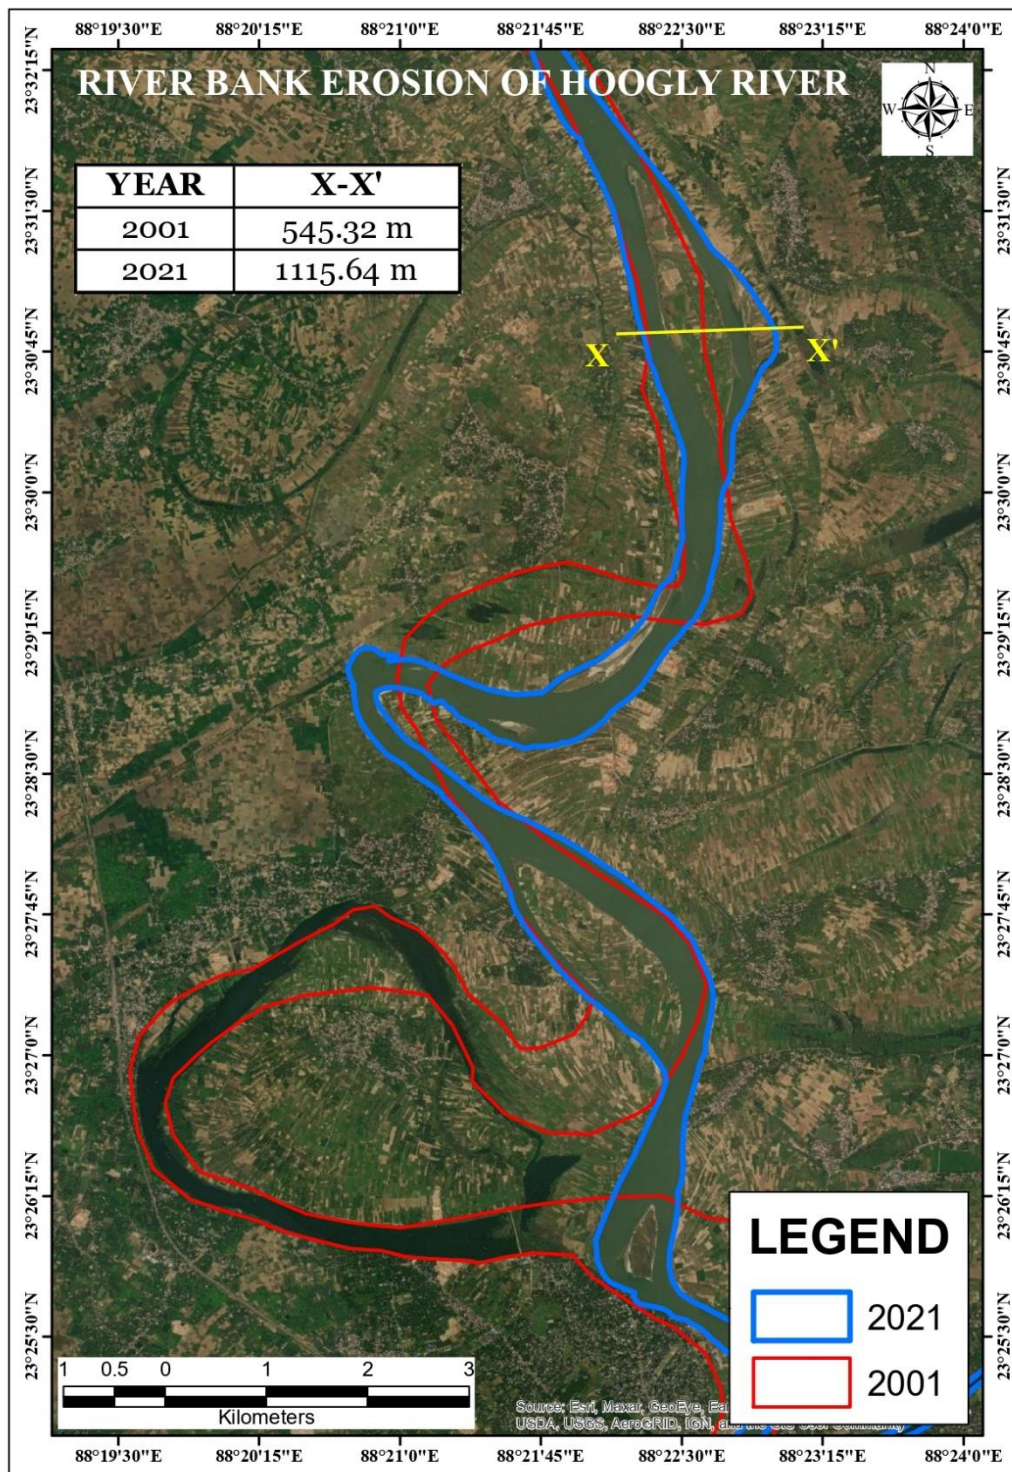 88°19'30"E 88°20'15"E 88°21'0"E 88°21'45"E 88°22'30"E 88°23'15"E 88°24'0"E
RIVER BANK EROSION OF HOOGLY RIVER
N
W E
S
YEAR X-X'
2001 545.32 m
2021 1115.64 m
X X'
23°32'15"N
23°31'30"N
23°30'45"N
23°30'0"N
23°29'15"N
23°28'30"N
23°27'45"N
23°27'0"N
23°26'15"N
23°25'30"N
23°32'15"N
23°31'30"N
23°30'45"N
23°30'0"N
23°29'15"N
23°28'30"N
23°27'45"N
23°27'0"N
23°26'15"N
23°25'30"N
LEGEND
2021
2001
1 0.5 0 1 2 3
Kilometers
Source: Esri, Maxar, GeoEye,
USDA, USGS, AeroGRID, IGN,
88°19'30"E 88°20'15"E 88°21'0"E 88°21'45"E 88°22'30"E 88°23'15"E 88°24'0"E